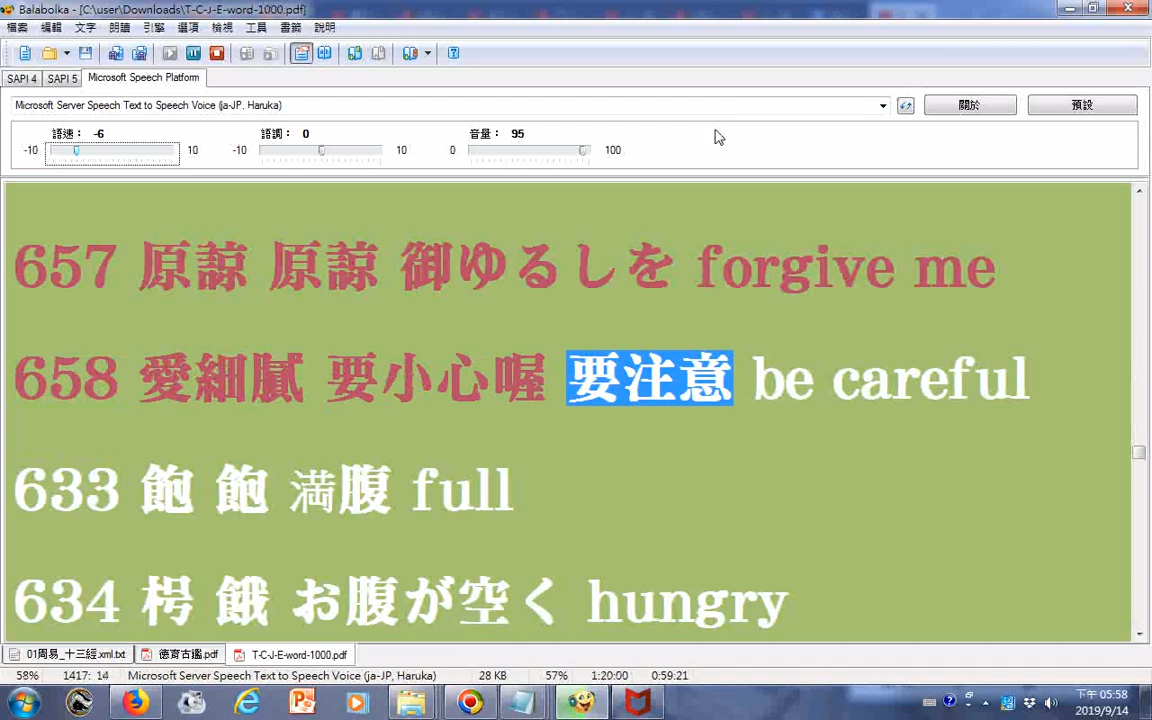 Balabolka - [C:\user\Downloads\T-C-J-E-word-1000.pdf]
檔案 編輯 文字 朗讀 引擎 選項 檢視 工具 書籤 說明
SAPI 4 SAPI 5 Microsoft Speech Platform
Microsoft Server Speech Text to Speech Voice (ja-JP, Haruka) 關於 預設
語速： -6 語調： 0 音量： 95
-10 10 -10 10 0 100
657 原諒 原諒 御ゆるしを forgive me
658 愛細膩 要小心喔 要注意 be careful
633 飽 飽 満腹 full
634 枵 餓 お腹が空く hungry
01周易_十三經.xml.txt 德育古鑑.pdf T-C-J-E-word-1000.pdf
58% 1417: 14 Microsoft Server Speech Text to Speech Voice (ja-JP, Haruka) 28 KB 57% 1:20:00 0:59:21
下午 05:58
2019/9/14